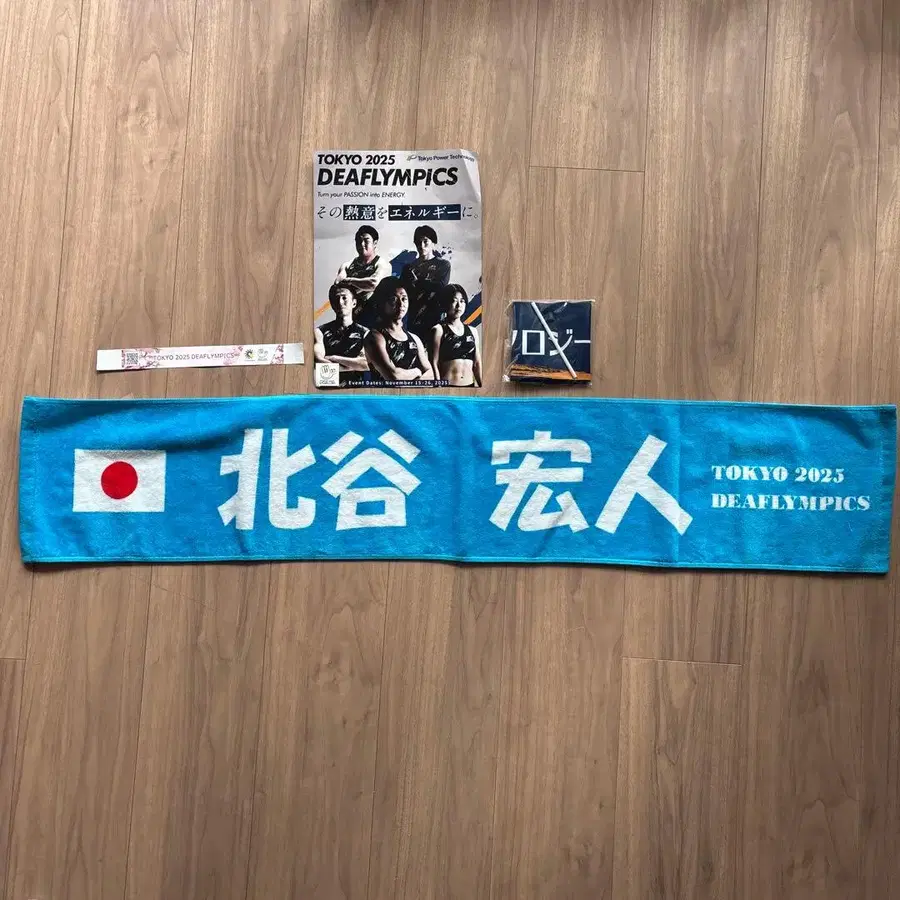 TOKYO 2025
DEAFLYMPICS
Tokyo Power Technology
Turn your PASSION into ENERGY.
その熱意をエネルギーに。
Event Dates: November 15-26, 2025
ノロジー
TOKYO 2025 DEAFLYMPICS
北谷 宏人
TOKYO 2025
DEAFLYMPICS